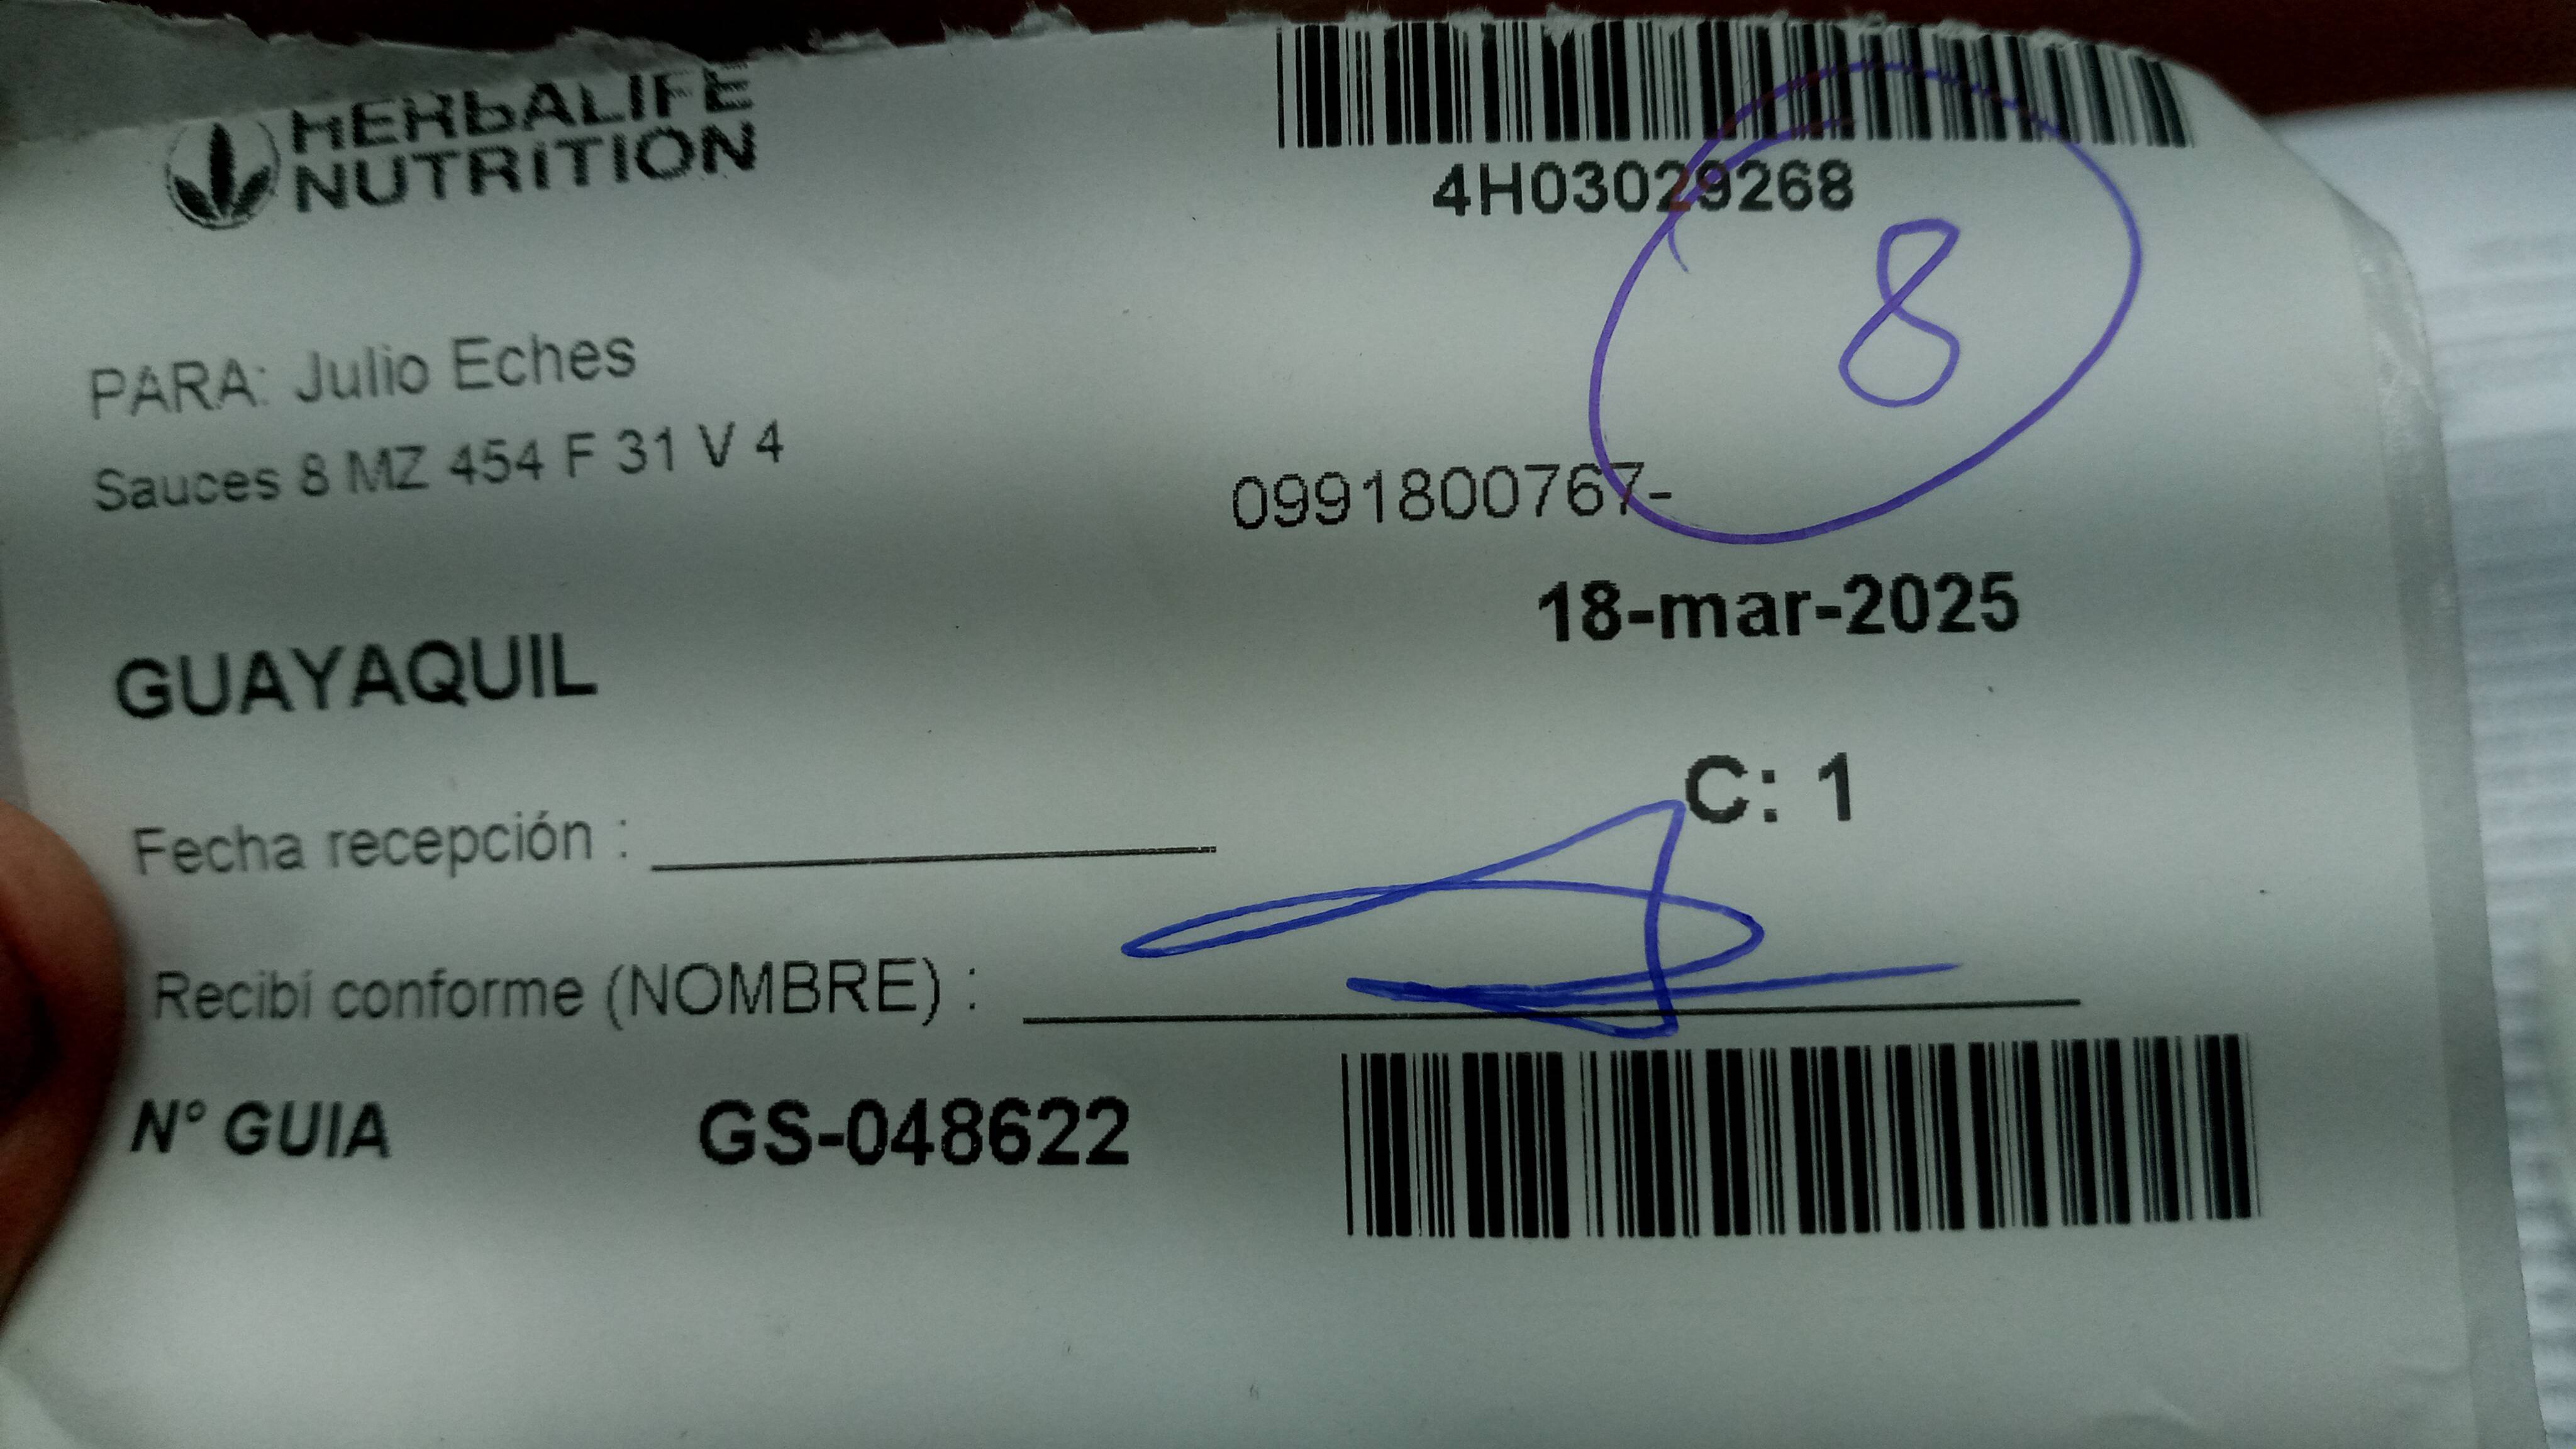 HERBALIFE
NUTRITION
4H03029268
8
PARA: Julio Eches
Sauces 8 MZ 454 F 31 V 4
0991800767-
18-mar-2025
GUAYAQUIL
C: 1
Fecha recepción :
Recibí conforme (NOMBRE) :
N° GUIA GS-048622